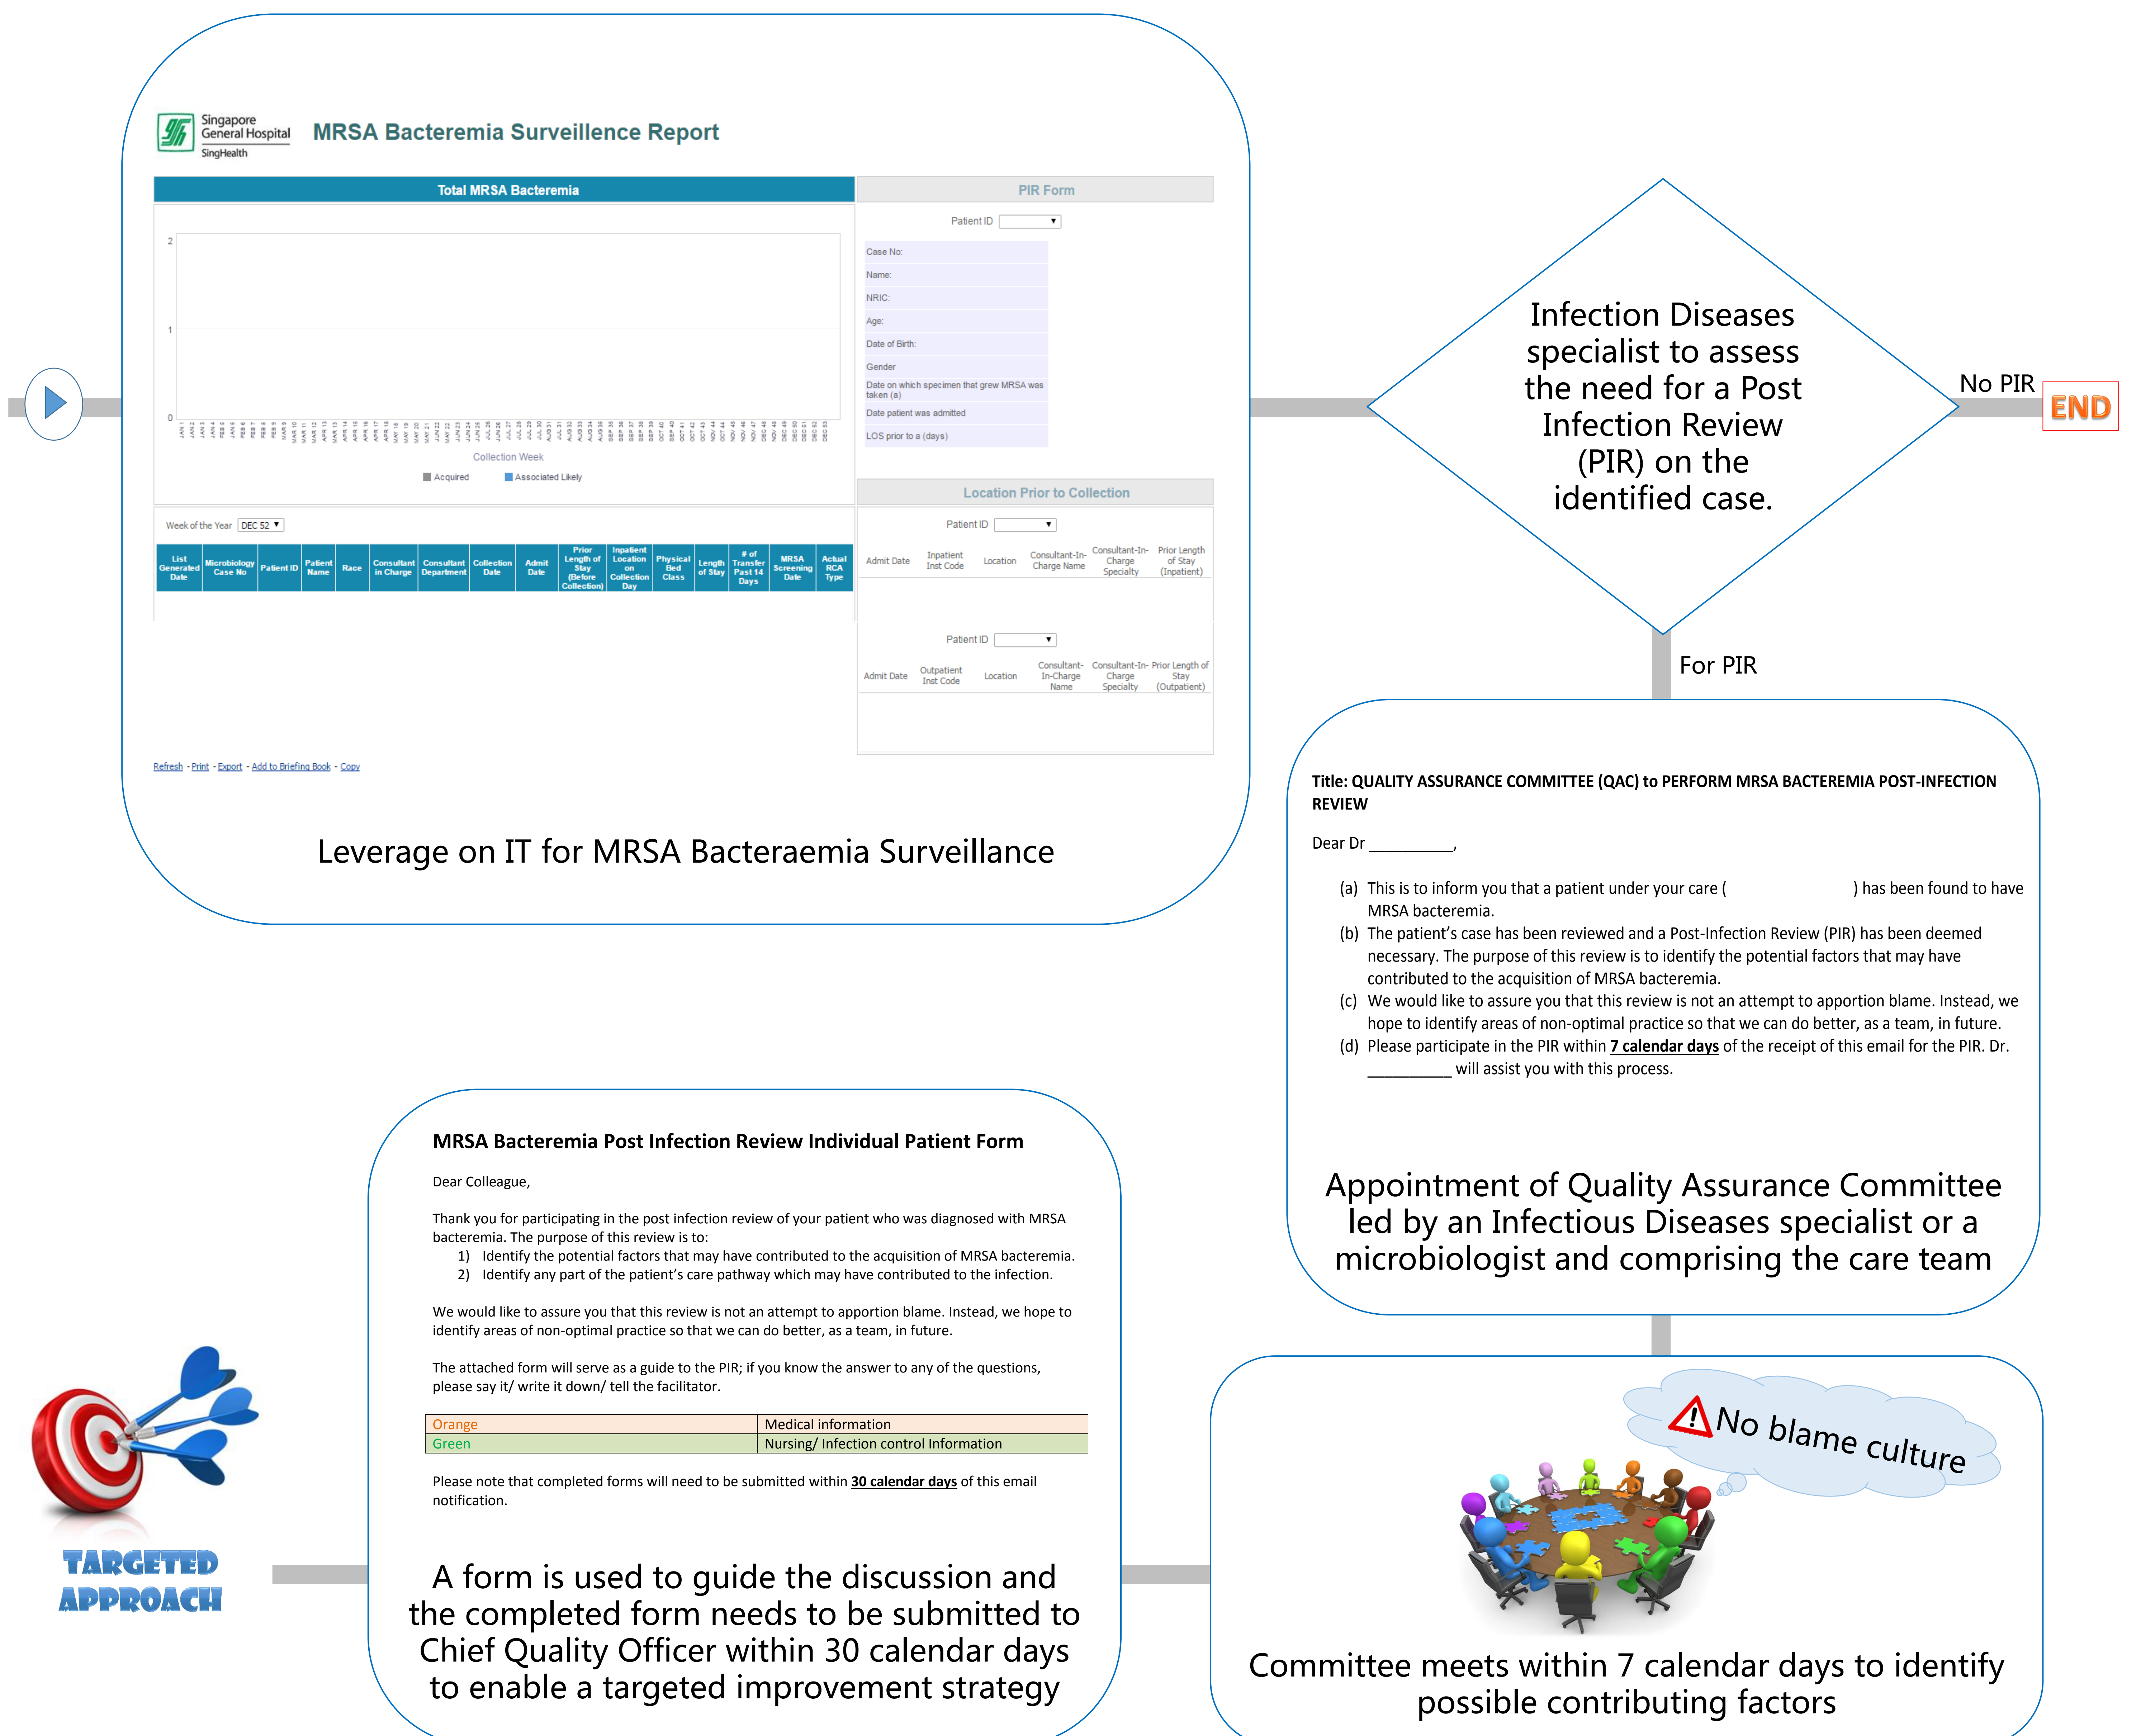 Singapore
General Hospital
SingHealth
MRSA Bacteremia Surveillence Report
Total MRSA Bacteremia
2
1
0
Collection Week
Acquired
Associated Likely
PIR Form
Patient ID
Case No:
Name:
NRIC:
Age:
Date of Birth:
Gender
Date on which specimen that grew MRSA was
taken (a)
Date patient was admitted
LOS prior to a (days)
Week of the Year DEC 52
List Generated Date
Microbiology Case No
Patient ID
Patient Name
Race
Consultant in Charge
Consultant Department
Collection Date
Admit Date
Prior Length of Stay (Before Collection)
Inpatient Location on Collection Day
Physical Bed Class
Length of Stay
# of Transfer Past 14 Days
MRSA Screening Date
Actual RCA Type
Location Prior to Collection
Patient ID
Admit Date
Inpatient Inst Code
Location
Consultant-In-Charge Name
Consultant-In-Charge Specialty
Prior Length of Stay (Inpatient)
Patient ID
Admit Date
Outpatient Inst Code
Location
Consultant-In-Charge Name
Consultant-In-Charge Specialty
Prior Length of Stay (Outpatient)
Refresh - Print - Export - Add to Briefing Book - Copy
Leverage on IT for MRSA Bacteraemia Surveillance
Infection Diseases
specialist to assess
the need for a Post
Infection Review
(PIR) on the
identified case.
No PIR
END
For PIR
Title: QUALITY ASSURANCE COMMITTEE (QAC) to PERFORM MRSA BACTEREMIA POST-INFECTION
REVIEW
Dear Dr __________,
(a) This is to inform you that a patient under your care ( ) has been found to have
MRSA bacteremia.
(b) The patient's case has been reviewed and a Post-Infection Review (PIR) has been deemed
necessary. The purpose of this review is to identify the potential factors that may have
contributed to the acquisition of MRSA bacteremia.
(c) We would like to assure you that this review is not an attempt to apportion blame. Instead, we
hope to identify areas of non-optimal practice so that we can do better, as a team, in future.
(d) Please participate in the PIR within 7 calendar days of the receipt of this email for the PIR. Dr.
__________ will assist you with this process.
Appointment of Quality Assurance Committee
led by an Infectious Diseases specialist or a
microbiologist and comprising the care team
No blame culture
Committee meets within 7 calendar days to identify
possible contributing factors
MRSA Bacteremia Post Infection Review Individual Patient Form
Dear Colleague,
Thank you for participating in the post infection review of your patient who was diagnosed with MRSA
bacteremia. The purpose of this review is to:
1) Identify the potential factors that may have contributed to the acquisition of MRSA bacteremia.
2) Identify any part of the patient's care pathway which may have contributed to the infection.
We would like to assure you that this review is not an attempt to apportion blame. Instead, we hope to
identify areas of non-optimal practice so that we can do better, as a team, in future.
The attached form will serve as a guide to the PIR; if you know the answer to any of the questions,
please say it/ write it down/ tell the facilitator.
Orange Medical information
Green Nursing/ Infection control Information
Please note that completed forms will need to be submitted within 30 calendar days of this email
notification.
A form is used to guide the discussion and
the completed form needs to be submitted to
Chief Quality Officer within 30 calendar days
to enable a targeted improvement strategy
TARGETED
APPROACH